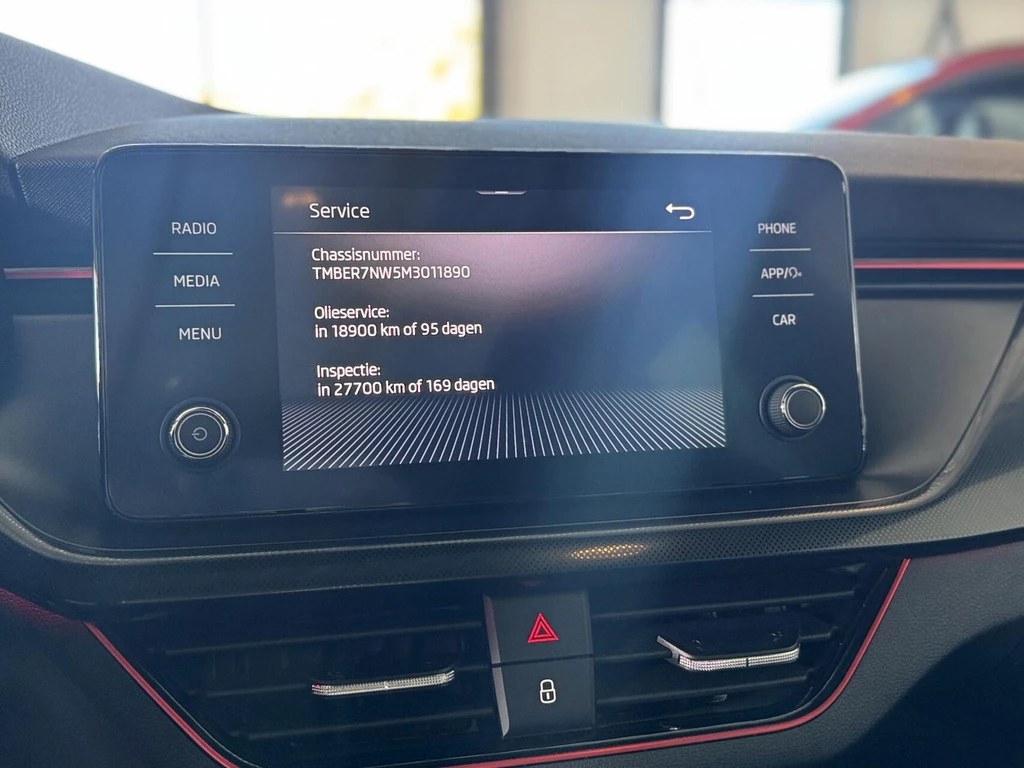 RADIO
MEDIA
MENU
Service
Chassisnummer:
TMBER7NW5M3011890
Olieservice:
in 18900 km of 95 dagen
Inspectie:
in 27700 km of 169 dagen
PHONE
APP/
CAR